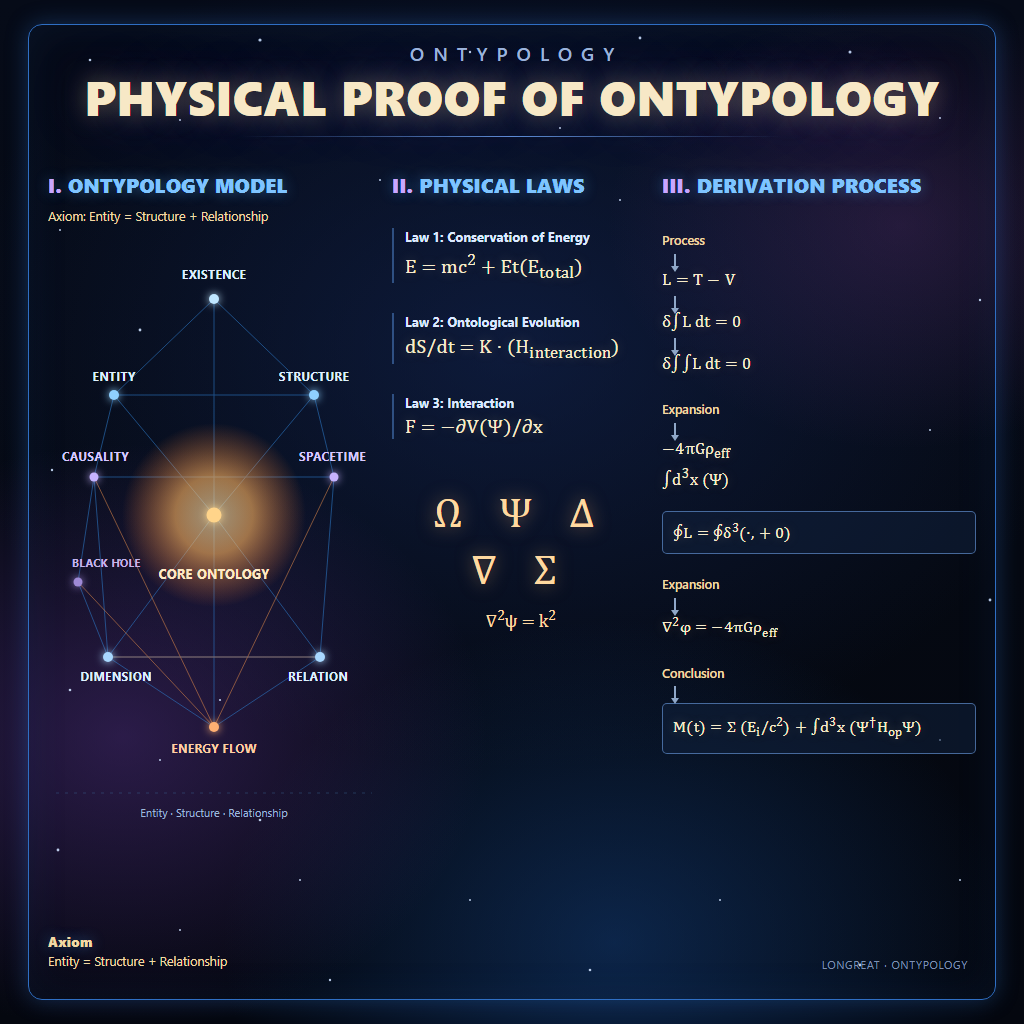 ONTYPOLOGY
PHYSICAL PROOF OF ONTYPOLOGY
I. ONTYPOLOGY MODEL
Axiom: Entity = Structure + Relationship
EXISTENCE
ENTITY
STRUCTURE
CAUSALITY
SPACETIME
BLACK HOLE
CORE ONTOLOGY
DIMENSION
RELATION
ENERGY FLOW
Entity · Structure · Relationship
II. PHYSICAL LAWS
Law 1: Conservation of Energy
E = mc² + Et(E_total)
Law 2: Ontological Evolution
dS/dt = K · (H_interaction)
Law 3: Interaction
F = −∂V(Ψ)/∂x
Ω Ψ Δ
∇ Σ
∇²ψ = k²
III. DERIVATION PROCESS
Process
↓
L = T − V
↓
δ∫L dt = 0
↓
δ∫∫L dt = 0
Expansion
↓
−4πGρ_eff
∫d³x (Ψ)
∮L = ∮δ³(·, + 0)
Expansion
↓
∇²φ = −4πGρ_eff
Conclusion
↓
M(t) = Σ (E_i/c²) + ∫d³x (Ψ†H_opΨ)
Axiom
Entity = Structure + Relationship
LONGREAT · ONTYPOLOGY